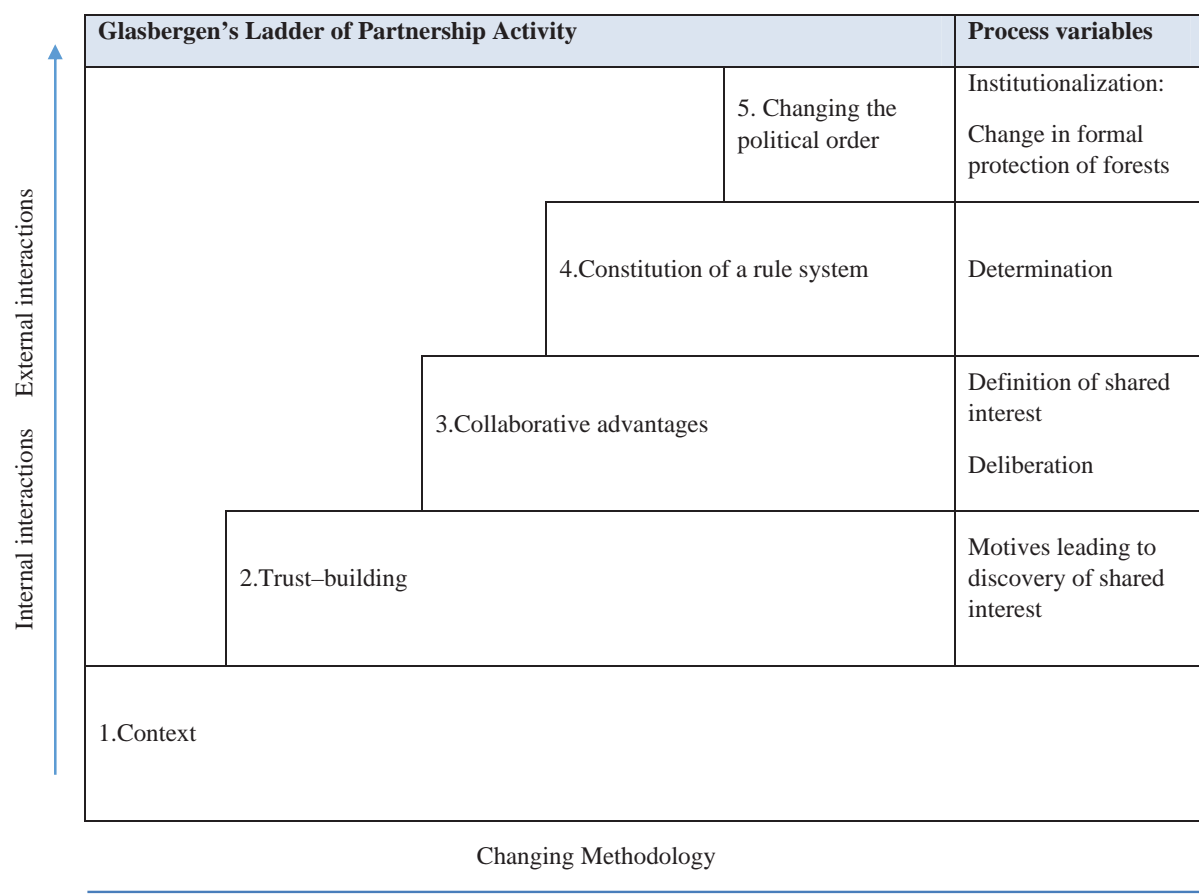 Glasbergen’s Ladder of Partnership Activity
Process variables
5. Changing the
political order
Institutionalization:
Change in formal
protection of forests
4.Constitution of a rule system
Determination
3.Collaborative advantages
Definition of shared
interest
Deliberation
2.Trust–building
Motives leading to
discovery of shared
interest
1.Context
Internal interactions    External interactions
Changing Methodology